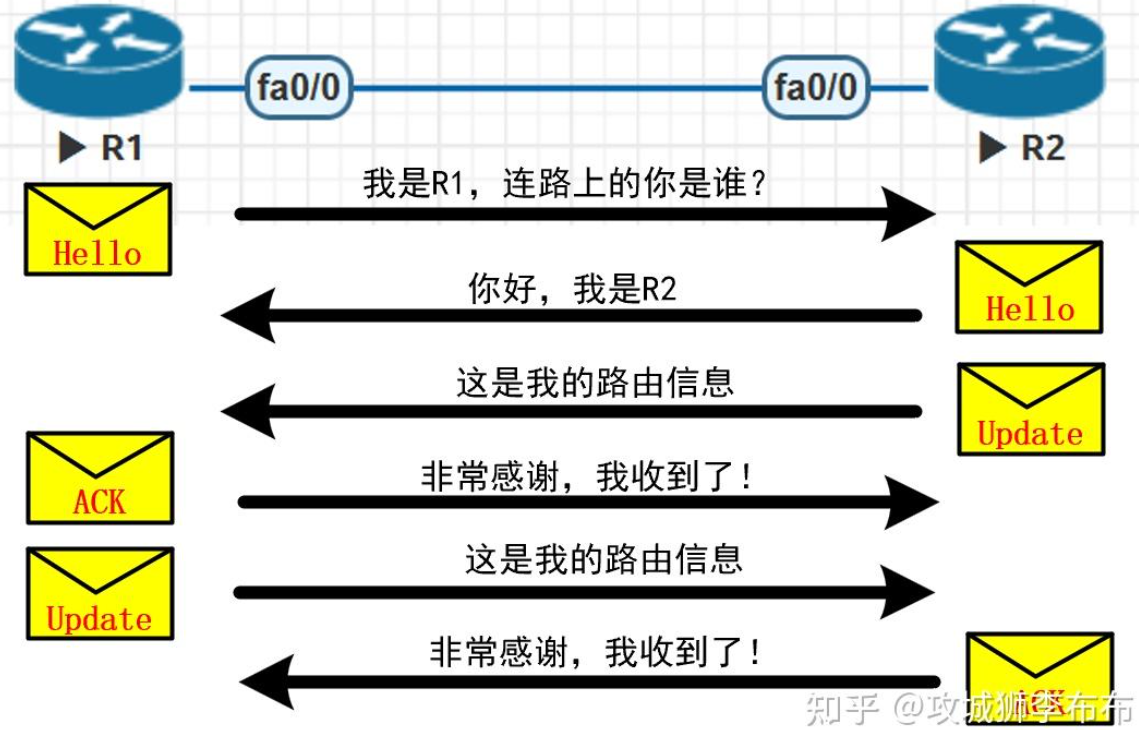 fa0/0
fa0/0
R1
R2
我是R1，连路上的你是谁？
Hello
你好，我是R2
Hello
这是我的路由信息
Update
非常感谢，我收到了！
ACK
这是我的路由信息
Update
非常感谢，我收到了！
ACK
知乎 @攻城狮李布布